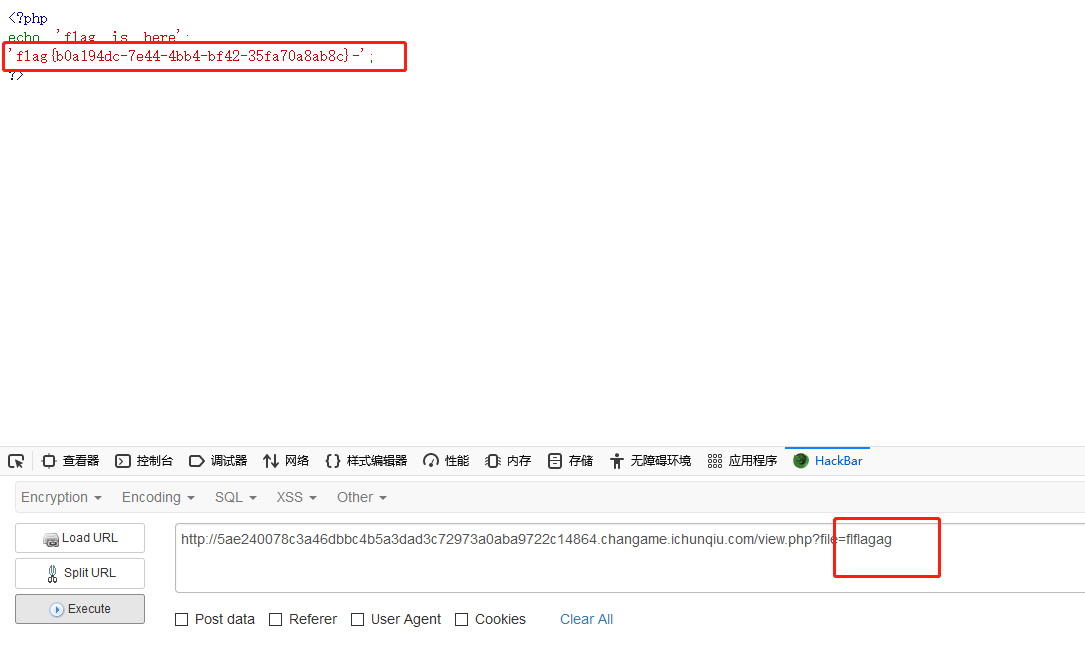 <?php
echo 'flag is here';
'flag{b0a194dc-7e44-4bb4-bf42-35fa70a8ab8c}-';
?>
查看器 控制台 调试器 网络 样式编辑器 性能 内存 存储 无障碍环境 应用程序 HackBar
Encryption Encoding SQL XSS Other
Load URL
Split URL
Execute
http://5ae240078c3a46dbbc4b5a3dad3c72973a0aba9722c14864.changame.ichunqiu.com/view.php?file=flflagag
Post data Referer User Agent Cookies Clear All